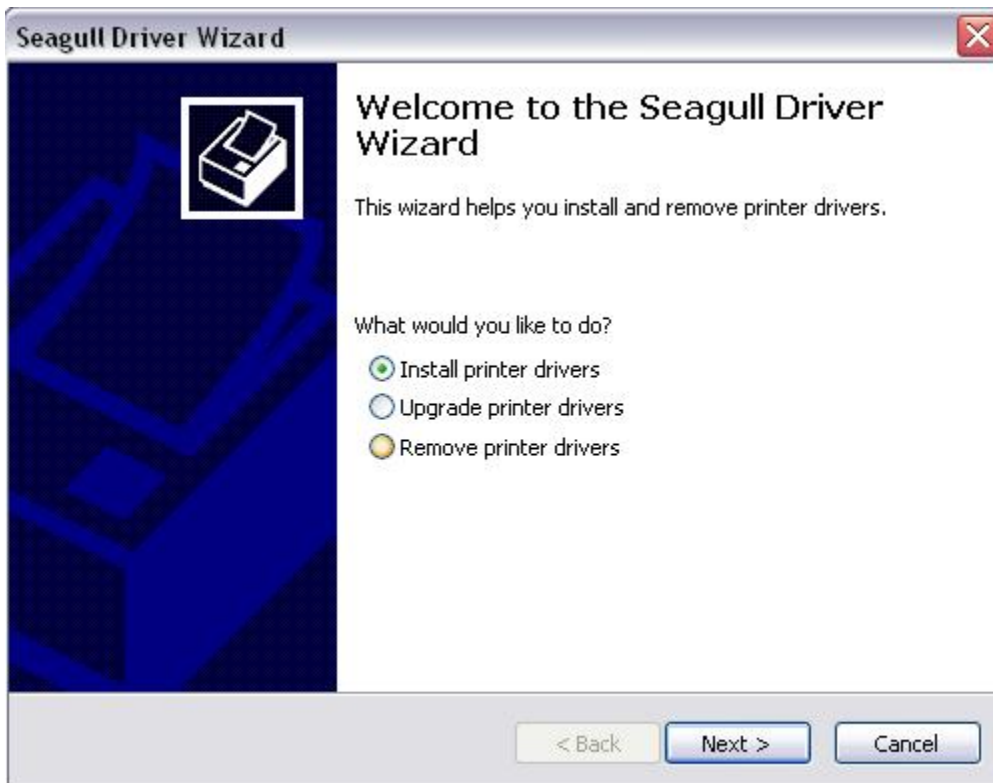 Seagull Driver Wizard
Welcome to the Seagull Driver
Wizard
This wizard helps you install and remove printer drivers.
What would you like to do?
Install printer drivers
Upgrade printer drivers
Remove printer drivers
< Back Next > Cancel